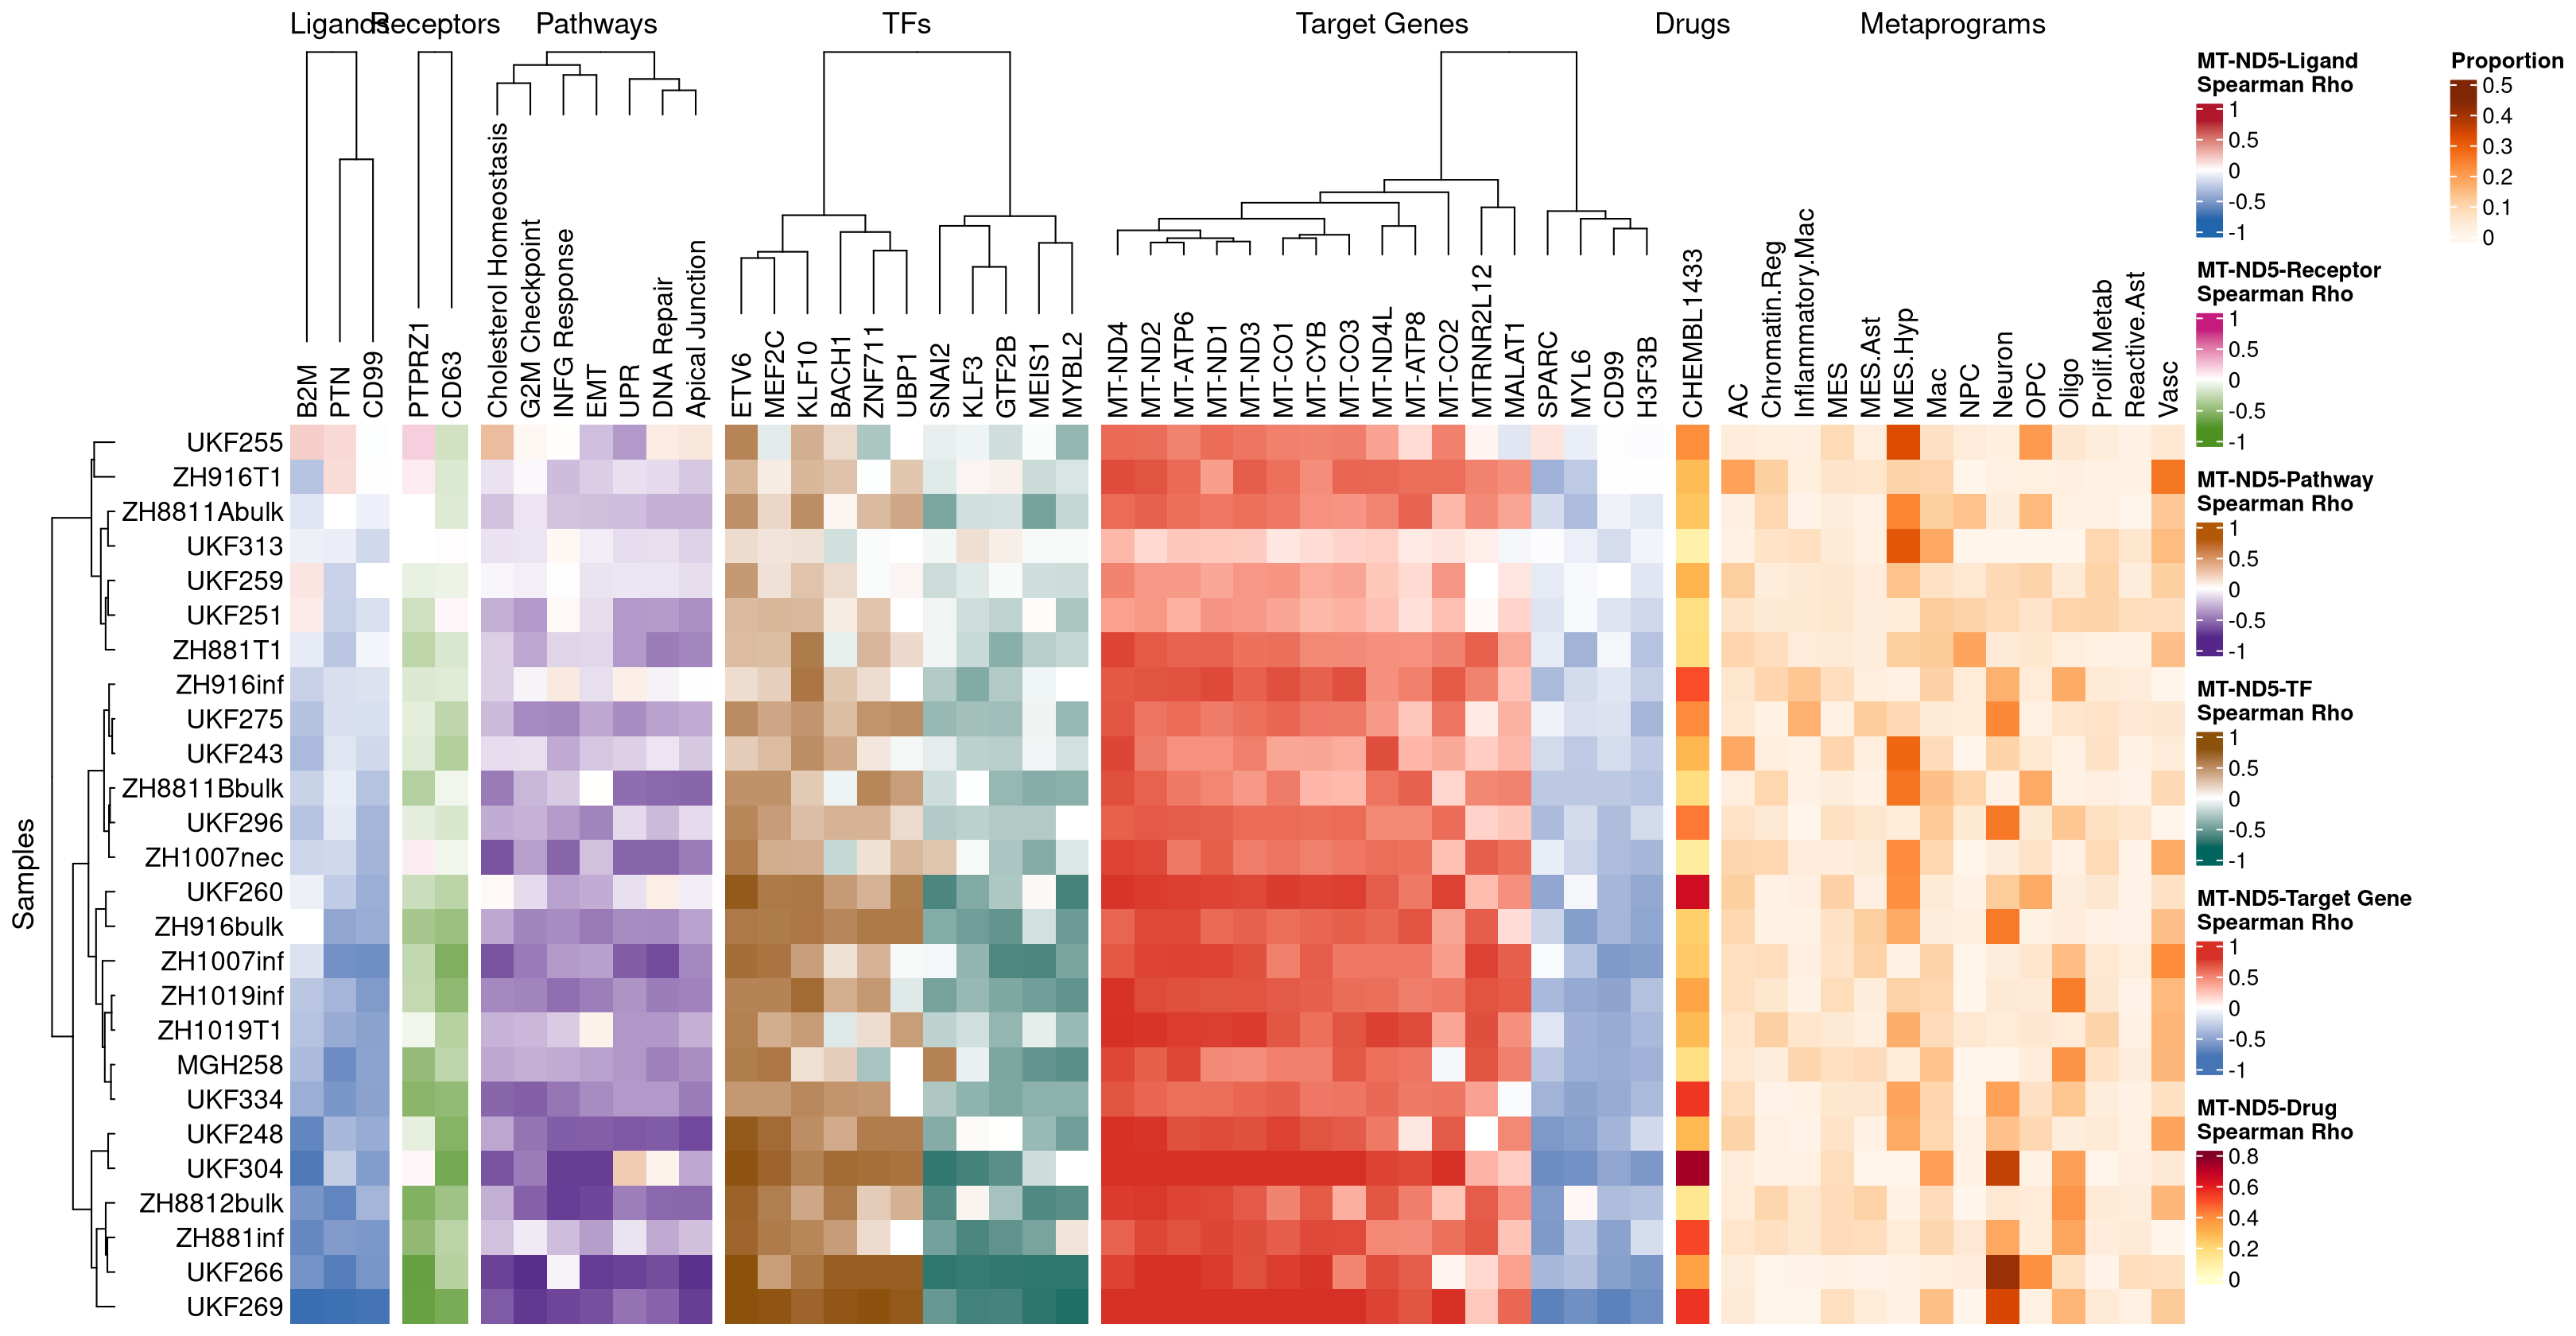 Ligands
Receptors
Pathways
TFs
Target Genes
Drugs
Metaprograms
B2M
PTN
CD99
PTPRZ1
CD63
Cholesterol Homeostasis
G2M Checkpoint
INFG Response
EMT
UPR
DNA Repair
Apical Junction
ETV6
MEF2C
KLF10
BACH1
ZNF711
UBP1
SNAI2
KLF3
GTF2B
MEIS1
MYBL2
MT-ND4
MT-ND2
MT-ATP6
MT-ND1
MT-ND3
MT-CO1
MT-CYB
MT-CO3
MT-ND4L
MT-ATP8
MT-CO2
MTRNR2L12
MALAT1
SPARC
MYL6
CD99
H3F3B
CHEMBL1433
AC
Chromatin.Reg
Inflammatory.Mac
MES
MES.Ast
MES.Hyp
Mac
NPC
Neuron
OPC
Oligo
Prolif.Metab
Reactive.Ast
Vasc
Samples
UKF255
ZH916T1
ZH8811Abulk
UKF313
UKF259
UKF251
ZH881T1
ZH916inf
UKF275
UKF243
ZH8811Bbulk
UKF296
ZH1007nec
UKF260
ZH916bulk
ZH1007inf
ZH1019inf
ZH1019T1
MGH258
UKF334
UKF248
UKF304
ZH8812bulk
ZH881inf
UKF266
UKF269
MT-ND5-Ligand
Spearman Rho
1
0.5
0
-0.5
-1
MT-ND5-Receptor
Spearman Rho
1
0.5
0
-0.5
-1
MT-ND5-Pathway
Spearman Rho
1
0.5
0
-0.5
-1
MT-ND5-TF
Spearman Rho
1
0.5
0
-0.5
-1
MT-ND5-Target Gene
Spearman Rho
1
0.5
0
-0.5
-1
MT-ND5-Drug
Spearman Rho
0.8
0.6
0.4
0.2
0
Proportion
0.5
0.4
0.3
0.2
0.1
0